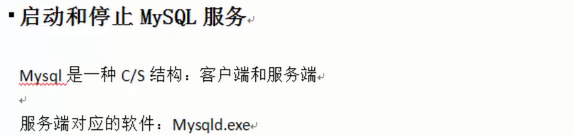 启动和停止 MySQL 服务
Mysql 是一种 C/S 结构：客户端和服务端
服务端对应的软件：Mysqld.exe